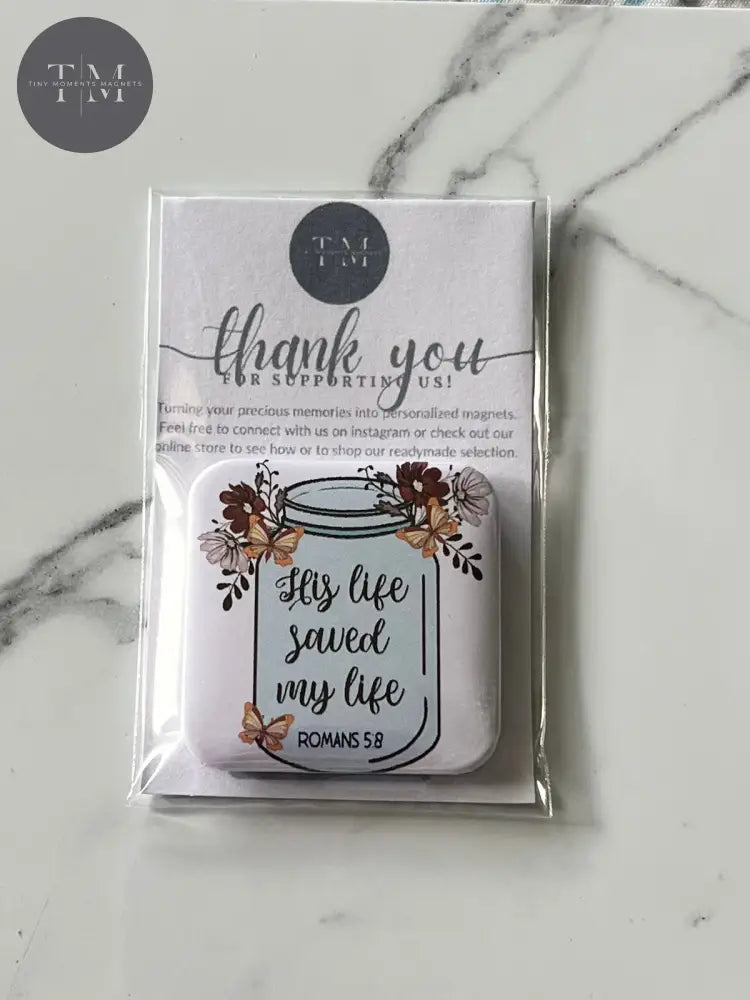 T M
TINY MOMENTS MAGNETS
T M
thank you
FOR SUPPORTING US!
Turning your precious memories into personalized magnets.
Feel free to connect with us on instagram or check out our
online store to see how or to shop our readymade selection.
His life
saved
my life
ROMANS 5:8